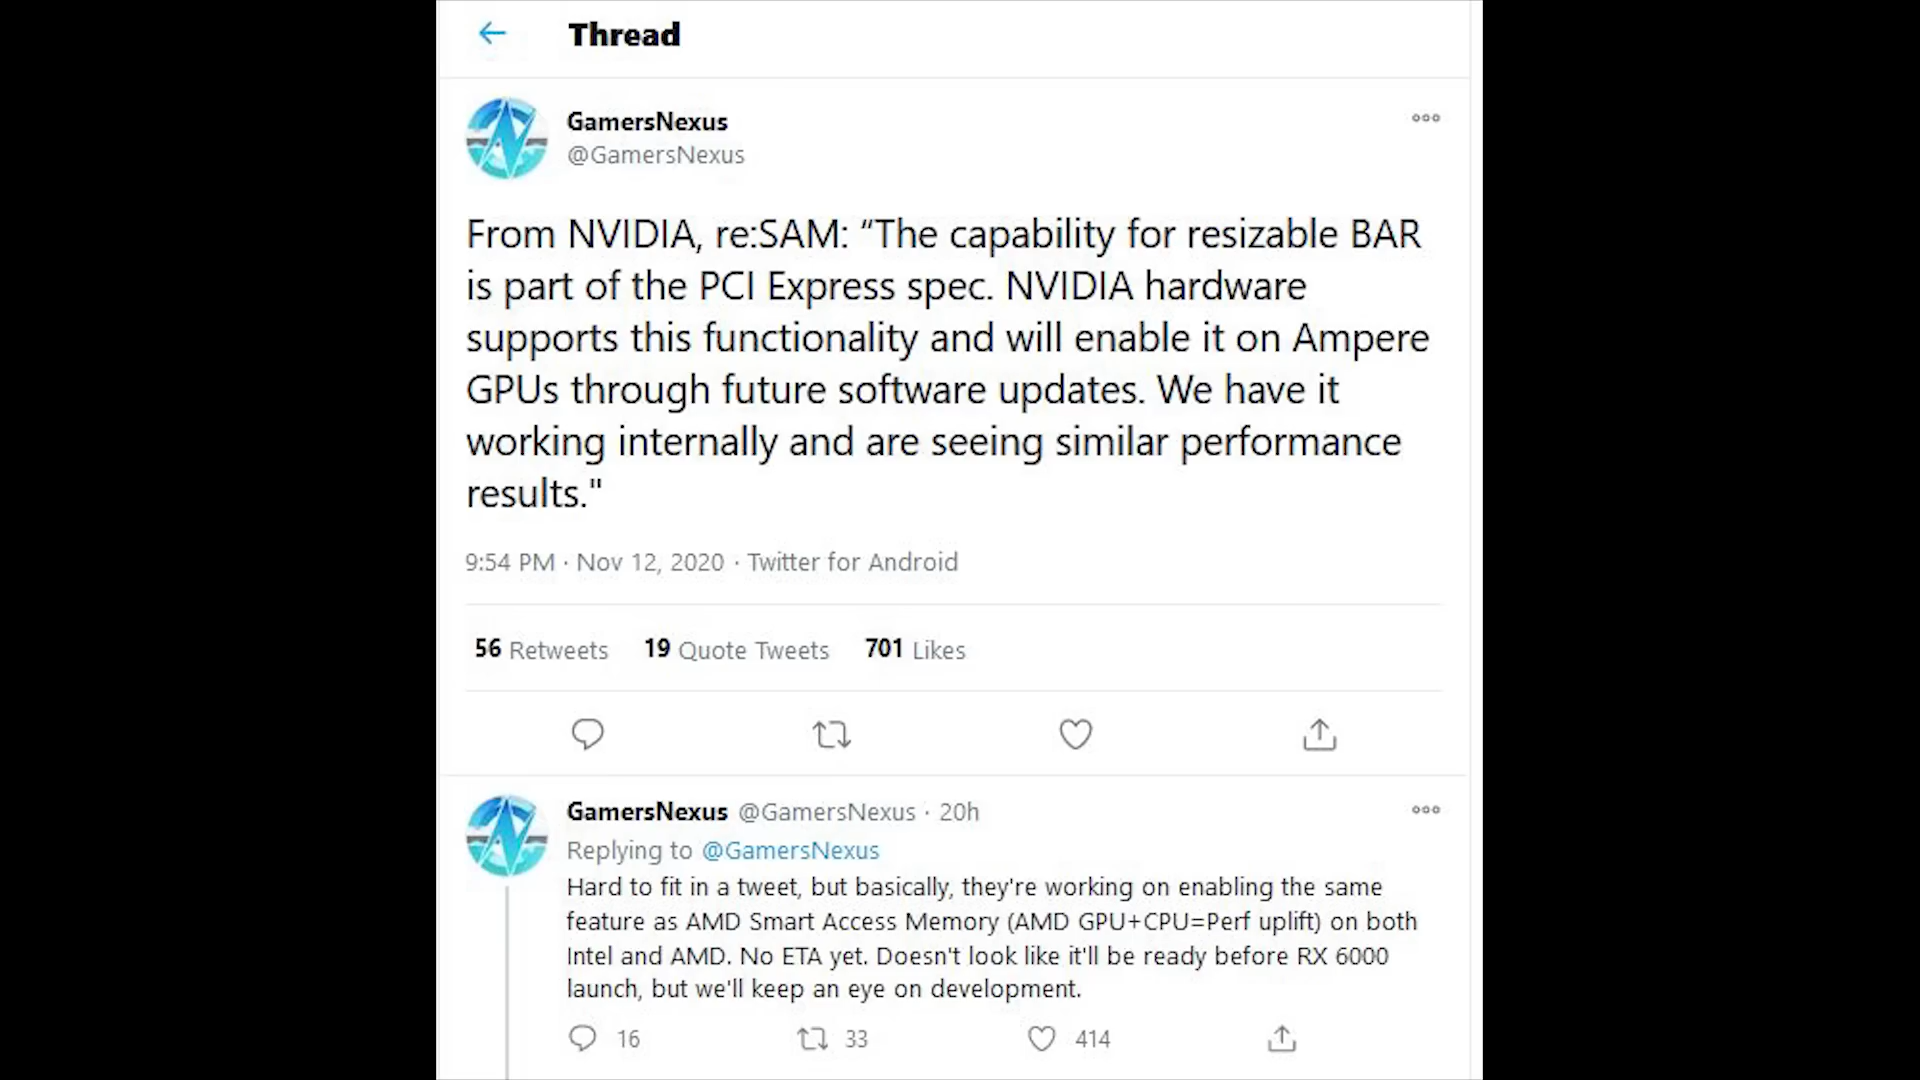 Thread
GamersNexus
@GamersNexus
From NVIDIA, re:SAM: “The capability for resizable BAR
is part of the PCI Express spec. NVIDIA hardware
supports this functionality and will enable it on Ampere
GPUs through future software updates. We have it
working internally and are seeing similar performance
results."
9:54 PM · Nov 12, 2020 · Twitter for Android
56 Retweets 19 Quote Tweets 701 Likes
GamersNexus @GamersNexus · 20h
Replying to @GamersNexus
Hard to fit in a tweet, but basically, they're working on enabling the same
feature as AMD Smart Access Memory (AMD GPU+CPU=Perf uplift) on both
Intel and AMD. No ETA yet. Doesn't look like it'll be ready before RX 6000
launch, but we'll keep an eye on development.
16 33 414